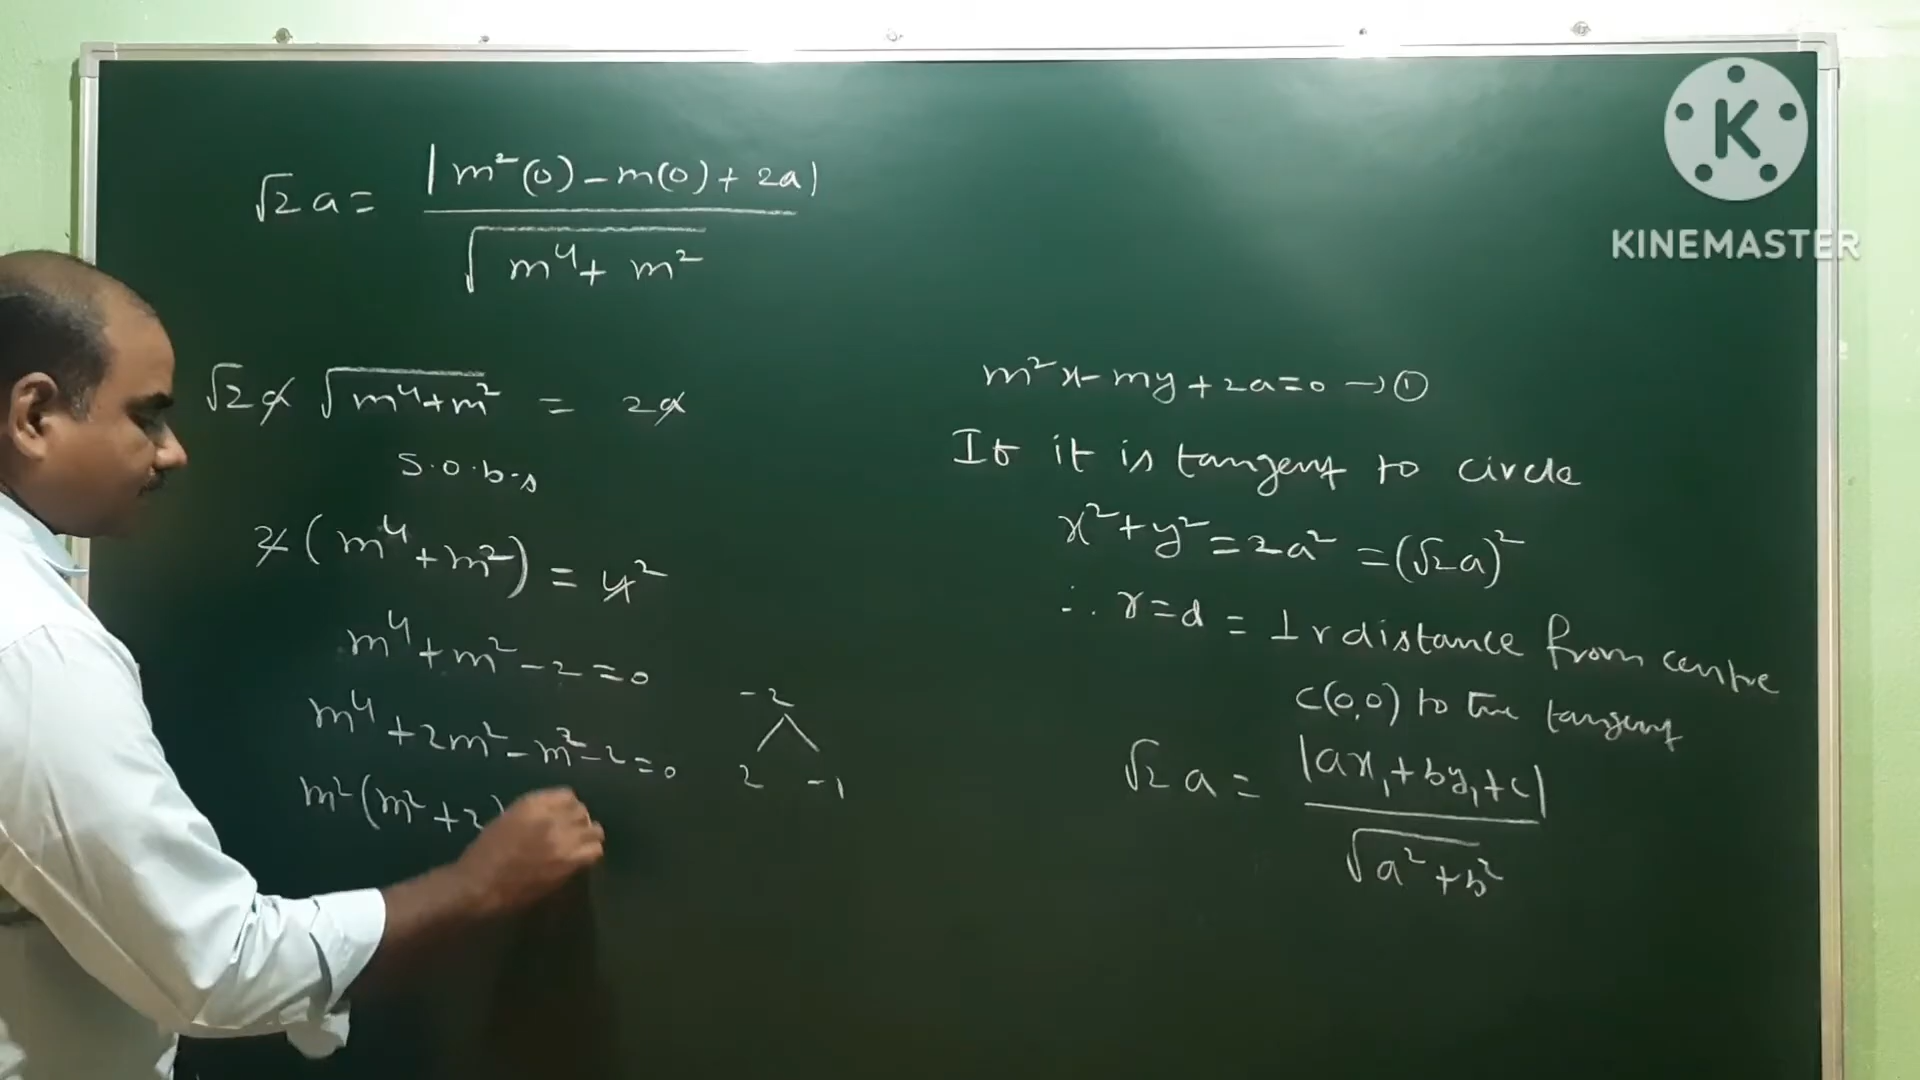 √2 a = |m²(0) - m(0) + 2a| / √(m⁴ + m²)
√2a √(m⁴+m²) = 2a
S.O.b.s
2(m⁴+m²) = 4 2
m⁴+m²-2=0
m⁴+2m²-m²-2=0
-2
2 -1
m²(m²+2)
m²x-my+2a=0 → ①
If it is tangent to circle
x²+y²=2a² =(√2a)²
∴ r=d = ⊥r distance from centre
C(0,0) to the tangent
√2 a = |ax₁+by₁+c| / √(a²+b²)
K
KINEMASTER